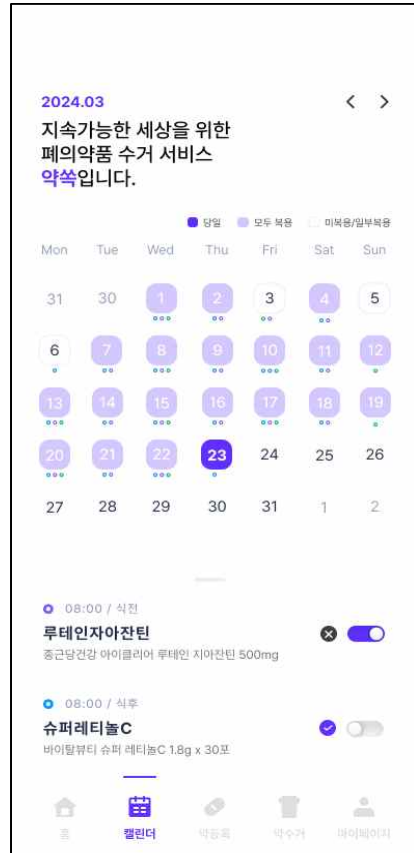 2024.03
지속가능한 세상을 위한
폐의약품 수거 서비스
약쏙입니다.
당일 모두 복용 미복용/일부복용
Mon Tue Wed Thu Fri Sat Sun
31 30 1 2 3 4 5
6 7 8 9 10 11 12
13 14 15 16 17 18 19
20 21 22 23 24 25 26
27 28 29 30 31 1 2
08:00 / 식전
루테인자아잔틴
종근당건강 아이클리어 루테인 지아잔틴 500mg
08:00 / 식후
슈퍼레티놀C
바이탈뷰티 슈퍼 레티놀C 1.8g x 30포
홈 캘린더 약등록 약수거 마이페이지